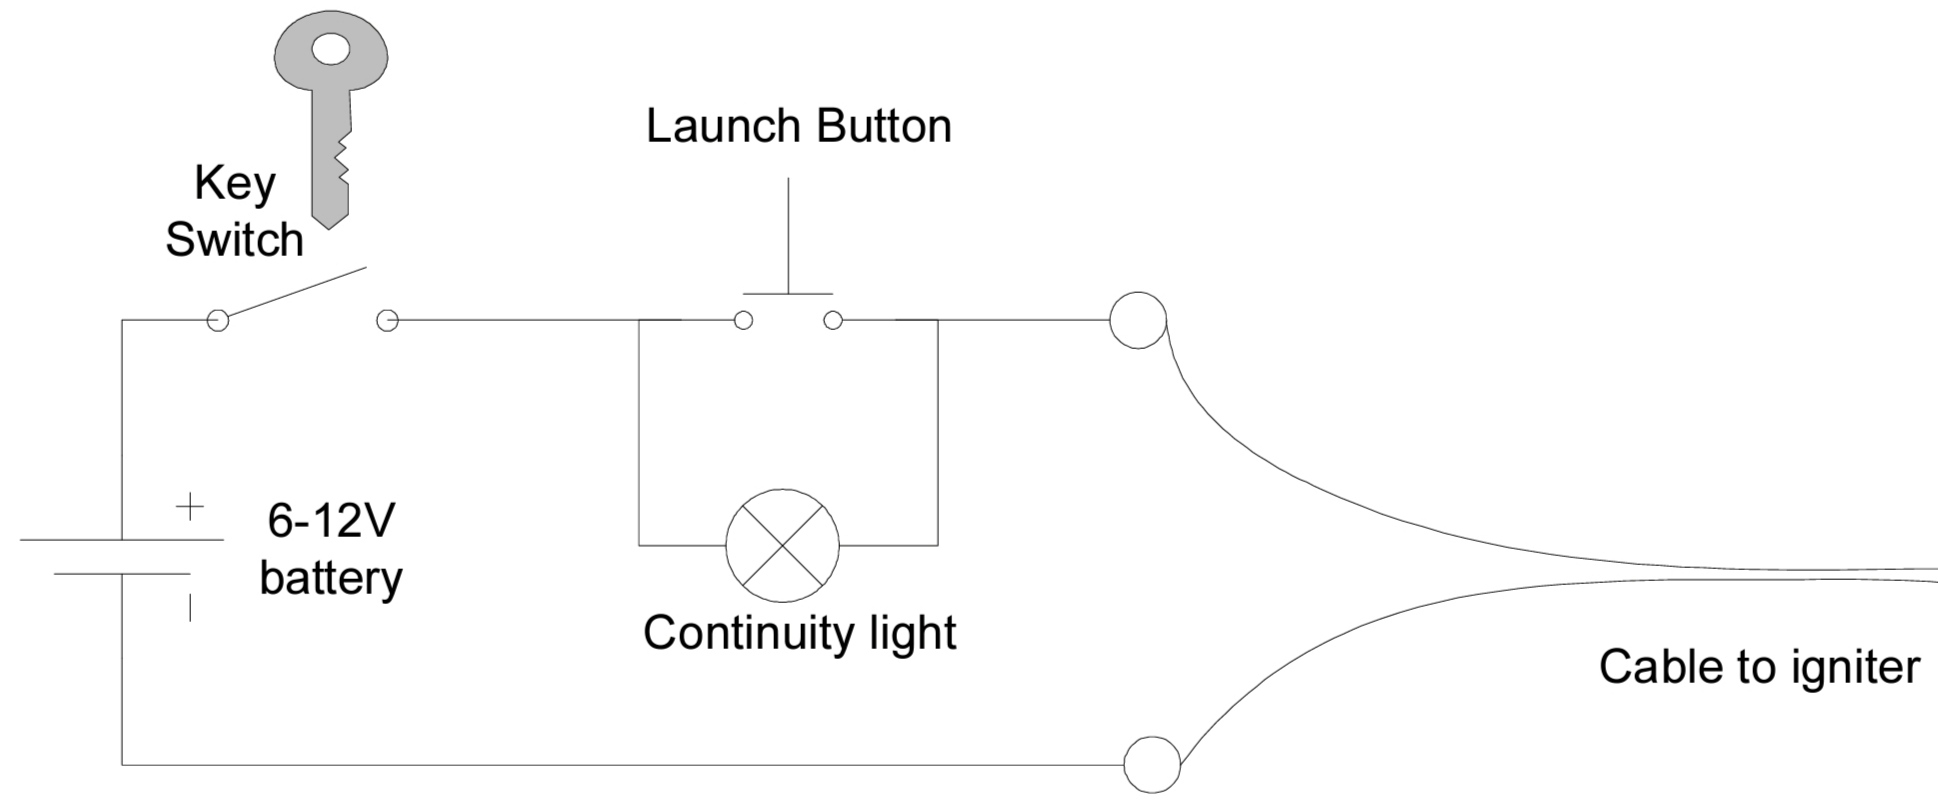 Launch Button
Key
Switch
+
6-12V
battery
Continuity light
Cable to igniter